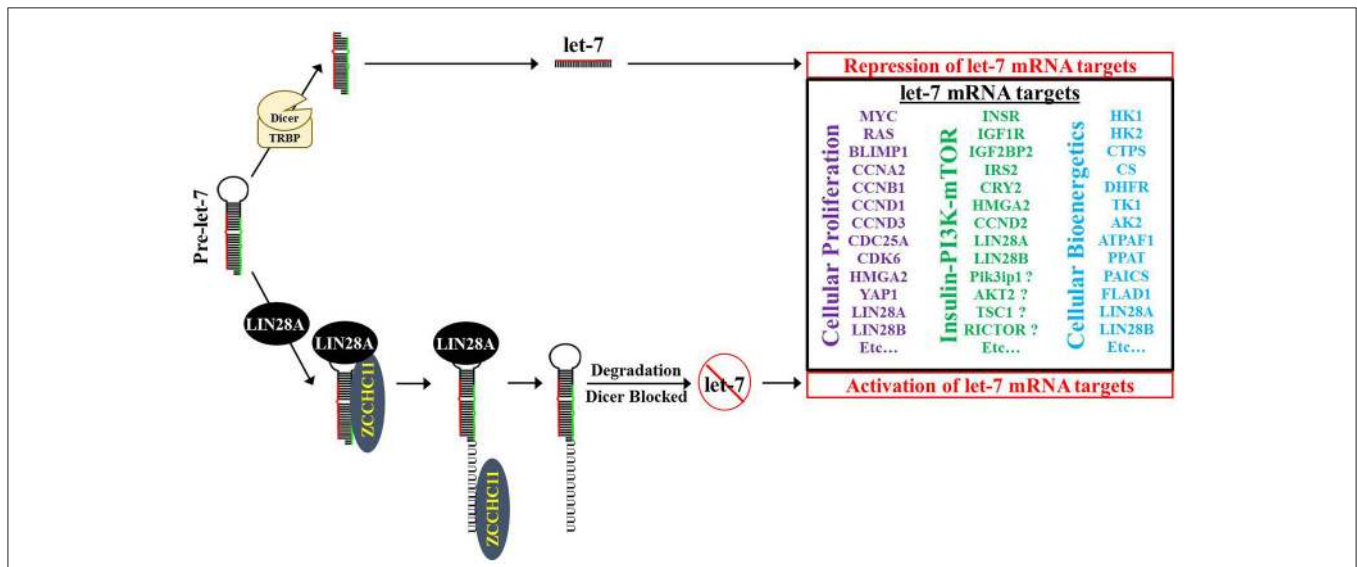 let-7
Repression of let-7 mRNA targets
Dicer
TRBP
Pre-let-7
let-7 mRNA targets
Cellular Proliferation
MYC
RAS
BLIMP1
CCNA2
CCNB1
CCND1
CCND3
CDC25A
CDK6
HMGA2
YAP1
LIN28A
LIN28B
Etc…
Insulin-PI3K-mTOR
INSR
IGF1R
IGF2BP2
IRS2
CRY2
HMGA2
CCND2
LIN28A
LIN28B
Pik3ip1 ?
AKT2 ?
TSC1 ?
RICTOR ?
Etc…
Cellular Bioenergetics
HK1
HK2
CTPS
CS
DHFR
TK1
AK2
ATPAF1
PPAT
PAICS
FLAD1
LIN28A
LIN28B
Etc…
LIN28A
LIN28A
ZCCHC11
LIN28A
UUUUUUUUUUUUUU
ZCCHC11
UUUUUUUUUUUUUU
Degradation
Dicer Blocked
let-7
Activation of let-7 mRNA targets